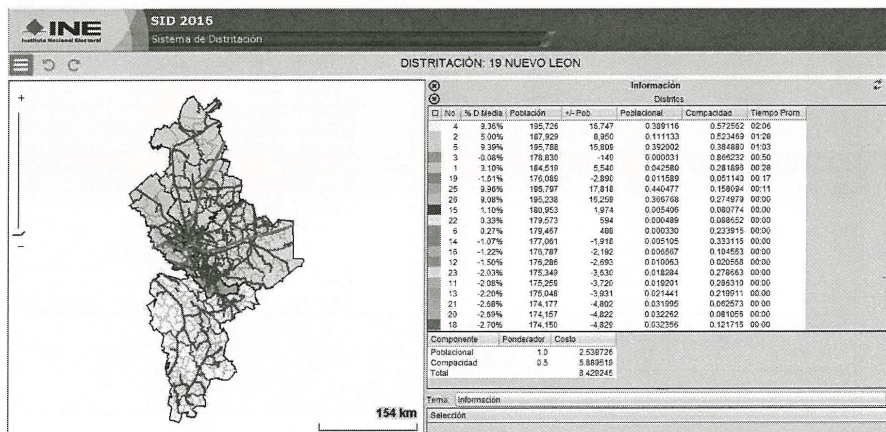 INE
Instituto Nacional Electoral
SID 2016
Sistema de Distritación
DISTRITACIÓN: 19 NUEVO LEON
154 km
Información
Distritos
No % D.Media Población +/- Pob Poblacional Compacidad Tiempo Prom
4 9.36% 195,726 16,747 0.389116 0.572562 02:06
2 5.00% 187,929 8,950 0.111133 0.523469 01:28
5 9.39% 195,788 16,809 0.392002 0.384880 01:03
3 -0.08% 178,830 -149 0.000031 0.866232 00:50
1 3.10% 184,519 5,540 0.042580 0.281898 00:28
19 -1.61% 176,089 -2,890 0.011589 0.051140 00:17
25 9.96% 17,818 0.440477 0.158094 00:11
26 9.08% 195,238 16,259 0.366768 0.274979 00:00
15 1.10% 180,953 1,974 0.005406 0.080774 00:00
22 0.33% 179,573 594 0.000489 0.098652 00:00
6 0.27% 179,467 488 0.000330 0.233915 00:00
14 -1.07% 177,061 -1,918 0.005105 0.333115 00:00
16 -1.22% 176,787 -2,192 0.006667 0.104563 00:00
12 -1.50% 176,286 -2,693 0.010063 0.020568 00:00
23 -2.03% 175,349 -3,630 0.018284 0.278663 00:00
11 -2.08% 175,259 -3,720 0.019201 0.286310 00:00
13 -2.20% 175,048 -3,931 0.021441 0.219911 00:00
21 -2.68% 174,177 -4,802 0.031995 0.062573 00:00
20 -2.69% 174,157 -4,822 0.032262 0.081056 00:00
18 -2.70% 174,150 -4,829 0.032356 0.121715 00:00
Componente Ponderador Costo
Poblacional 1.0 2.539726
Compacidad 0.5 5.889519
Total 8.429245
Tema: Información
Selección